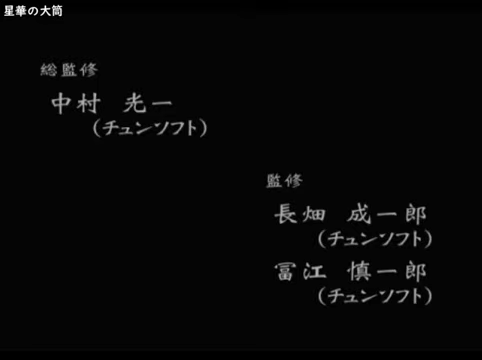 星華の大筒
総監修
中村 光一
(チュンソフト)
監修
長畑 成一郎
(チュンソフト)
冨江 慎一郎
(チュンソフト)